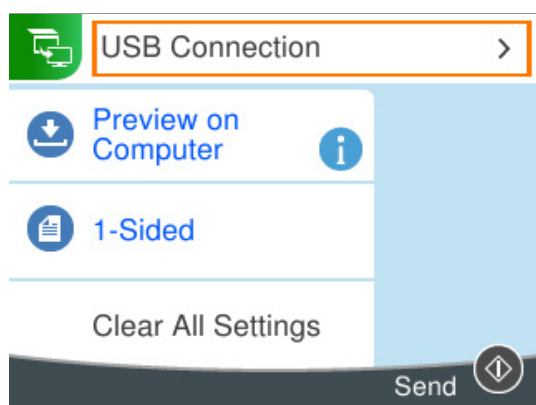 USB Connection
Preview on
Computer
1-Sided
Clear All Settings
Send